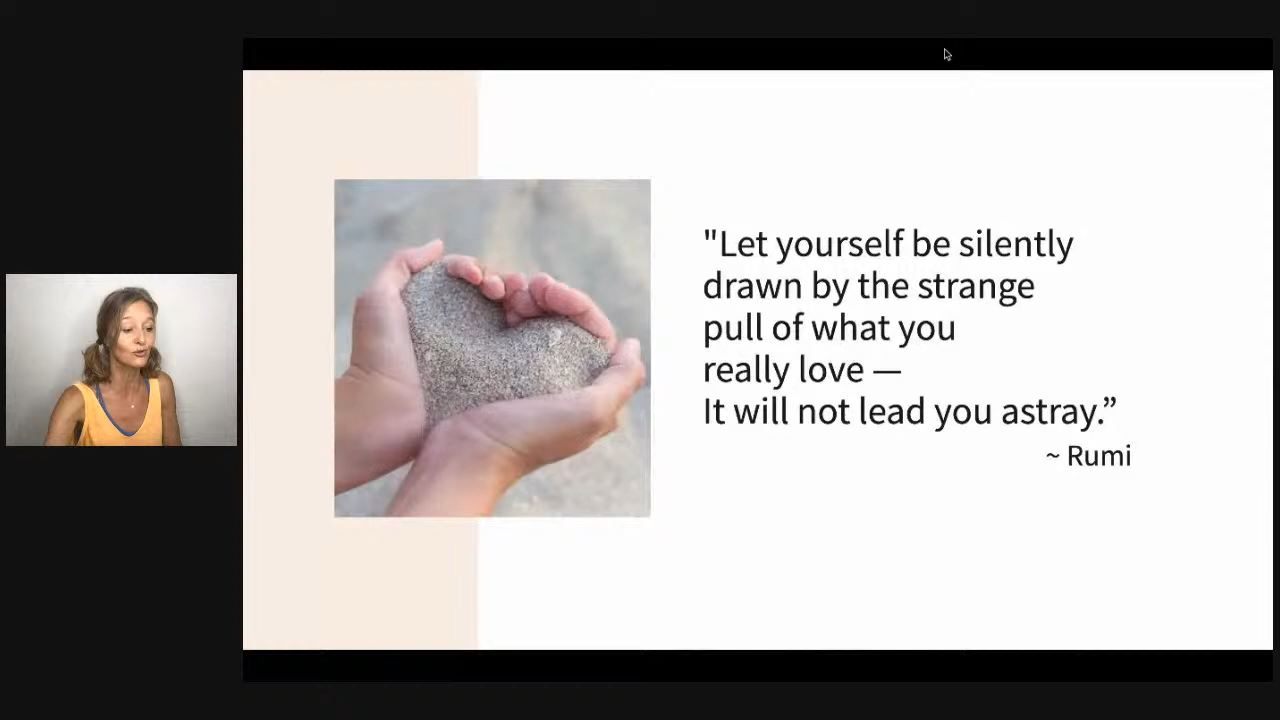 "Let yourself be silently
drawn by the strange
pull of what you
really love —
It will not lead you astray.”
~ Rumi